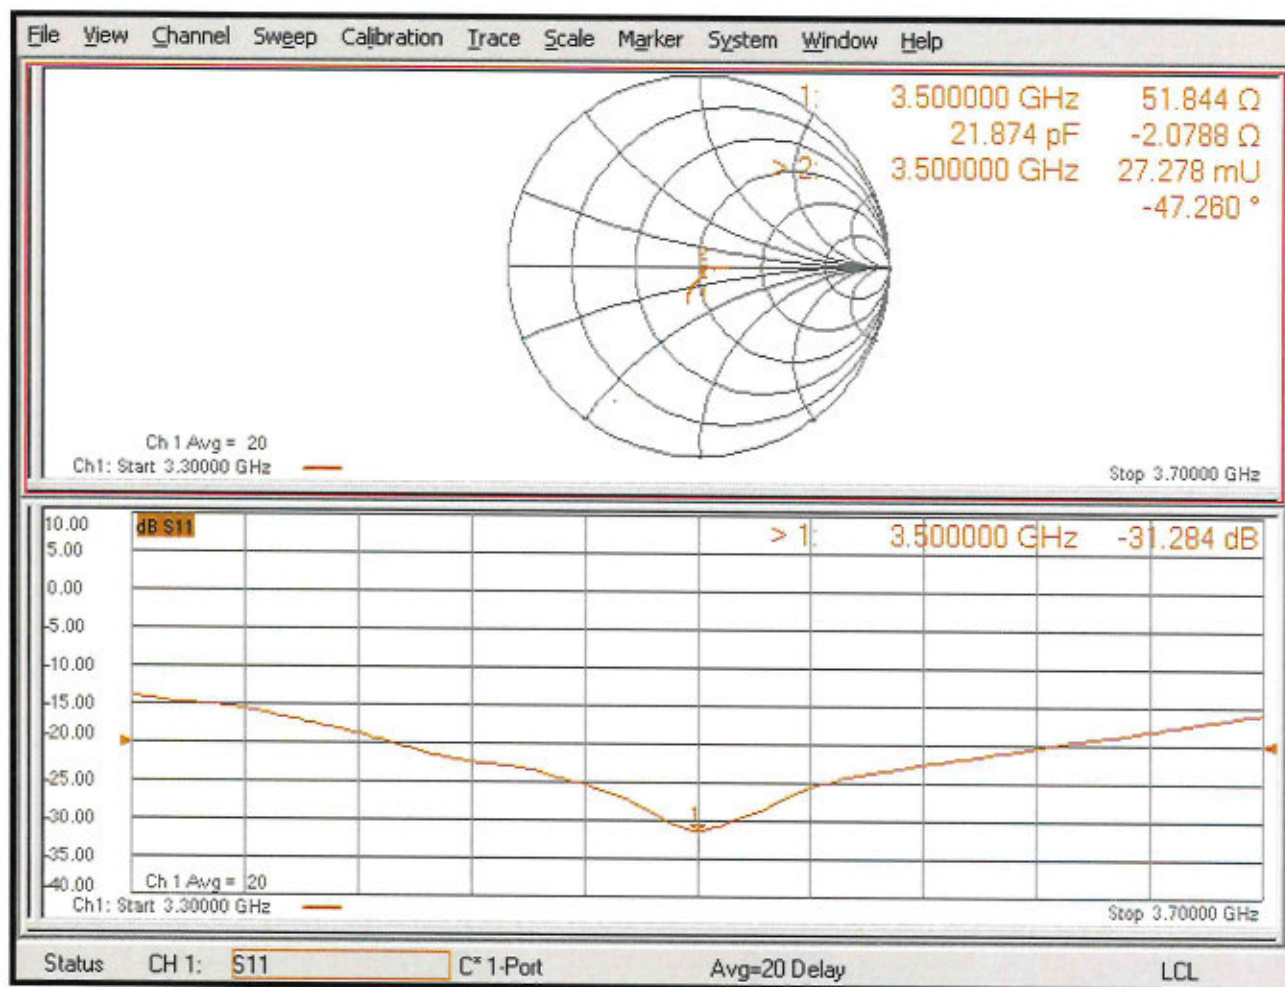 File View Channel Sweep Calibration Trace Scale Marker System Window Help
1: 3.500000 GHz 51.844 Ω
21.874 pF -2.0788 Ω
> 2: 3.500000 GHz 27.278 mU
-47.260 °
Ch 1 Avg = 20
Ch1: Start 3.30000 GHz
Stop 3.70000 GHz
10.00
dB S11
> 1: 3.500000 GHz -31.284 dB
5.00
0.00
-5.00
-10.00
-15.00
-20.00
-25.00
-30.00
1
-35.00
-40.00
Ch 1 Avg = 20
Ch1: Start 3.30000 GHz
Stop 3.70000 GHz
Status CH 1: S11 C* 1-Port Avg=20 Delay LCL